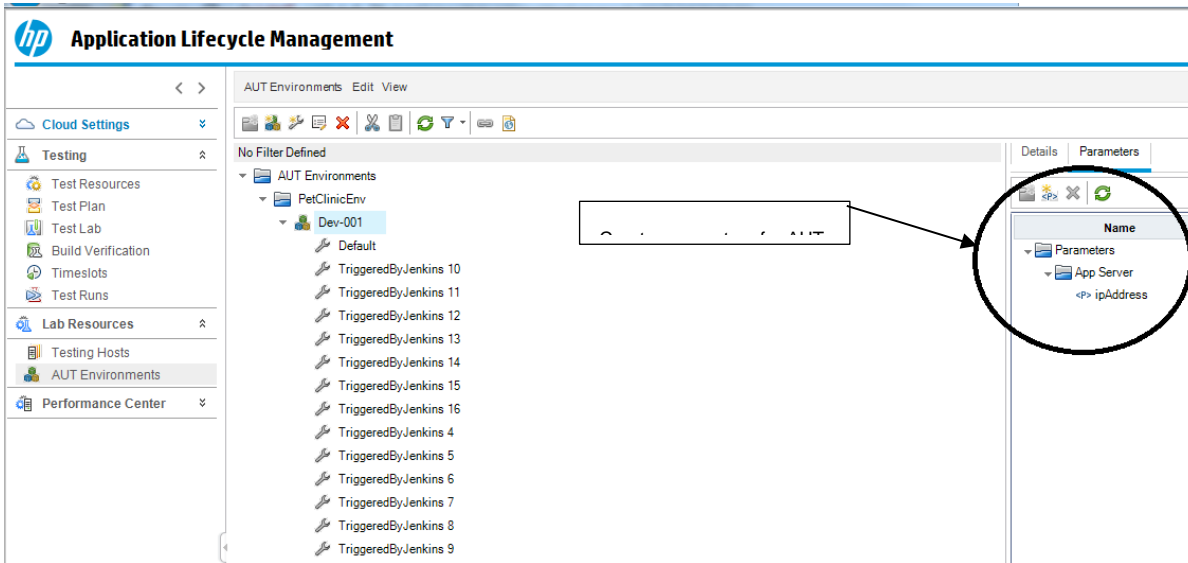 hp Application Lifecycle Management
AUT Environments Edit View
Cloud Settings
Testing
Test Resources
Test Plan
Test Lab
Build Verification
Timeslots
Test Runs
Lab Resources
Testing Hosts
AUT Environments
Performance Center
No Filter Defined
AUT Environments
PetClinicEnv
Dev-001
Default
TriggeredByJenkins 10
TriggeredByJenkins 11
TriggeredByJenkins 12
TriggeredByJenkins 13
TriggeredByJenkins 14
TriggeredByJenkins 15
TriggeredByJenkins 16
TriggeredByJenkins 4
TriggeredByJenkins 5
TriggeredByJenkins 6
TriggeredByJenkins 7
TriggeredByJenkins 8
TriggeredByJenkins 9
Details Parameters
<P>
Name
Parameters
App Server
<P> ipAddress